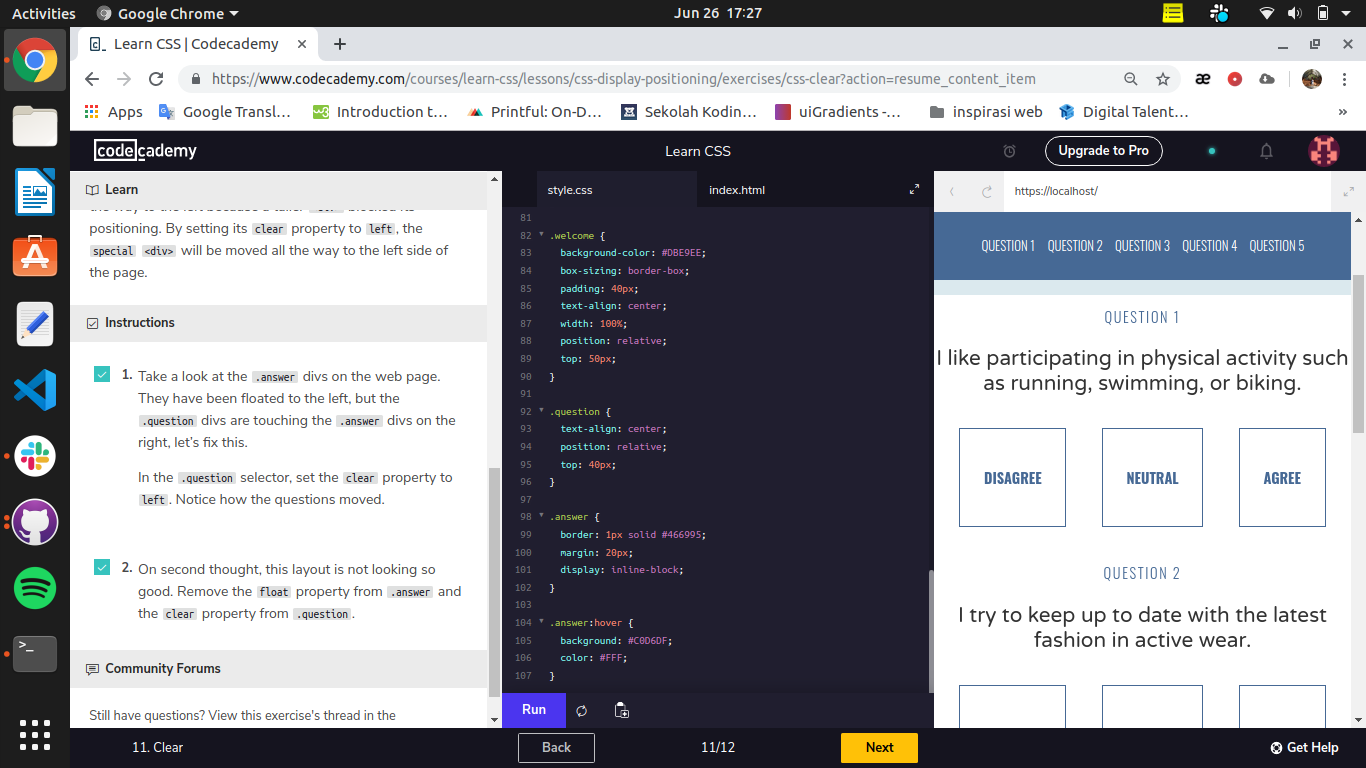 Activities
Google Chrome
Jun 26 17:27
Learn CSS | Codecademy
https://www.codecademy.com/courses/learn-css/lessons/css-display-positioning/exercises/css-clear?action=resume_content_item
Apps
Google Transl...
Introduction t...
Printful: On-D...
Sekolah Kodin...
uiGradients -...
inspirasi web
Digital Talent...
codecademy
Learn CSS
Upgrade to Pro
Learn
positioning. By setting its clear property to left, the
special <div> will be moved all the way to the left side of
the page.
Instructions
1. Take a look at the .answer divs on the web page.
They have been floated to the left, but the
.question divs are touching the .answer divs on the
right, let's fix this.
In the .question selector, set the clear property to
left. Notice how the questions moved.
2. On second thought, this layout is not looking so
good. Remove the float property from .answer and
the clear property from .question.
Community Forums
Still have questions? View this exercise's thread in the
style.css
index.html
81
82 .welcome {
83 background-color: #DBE9EE;
84 box-sizing: border-box;
85 padding: 40px;
86 text-align: center;
87 width: 100%;
88 position: relative;
89 top: 50px;
90 }
91
92 .question {
93 text-align: center;
94 position: relative;
95 top: 40px;
96 }
97
98 .answer {
99 border: 1px solid #466995;
100 margin: 20px;
101 display: inline-block;
102 }
103
104 .answer:hover {
105 background: #C0D6DF;
106 color: #FFF;
107 }
Run
https://localhost/
QUESTION 1 QUESTION 2 QUESTION 3 QUESTION 4 QUESTION 5
QUESTION 1
I like participating in physical activity such
as running, swimming, or biking.
DISAGREE
NEUTRAL
AGREE
QUESTION 2
I try to keep up to date with the latest
fashion in active wear.
11. Clear
Back
11/12
Next
Get Help